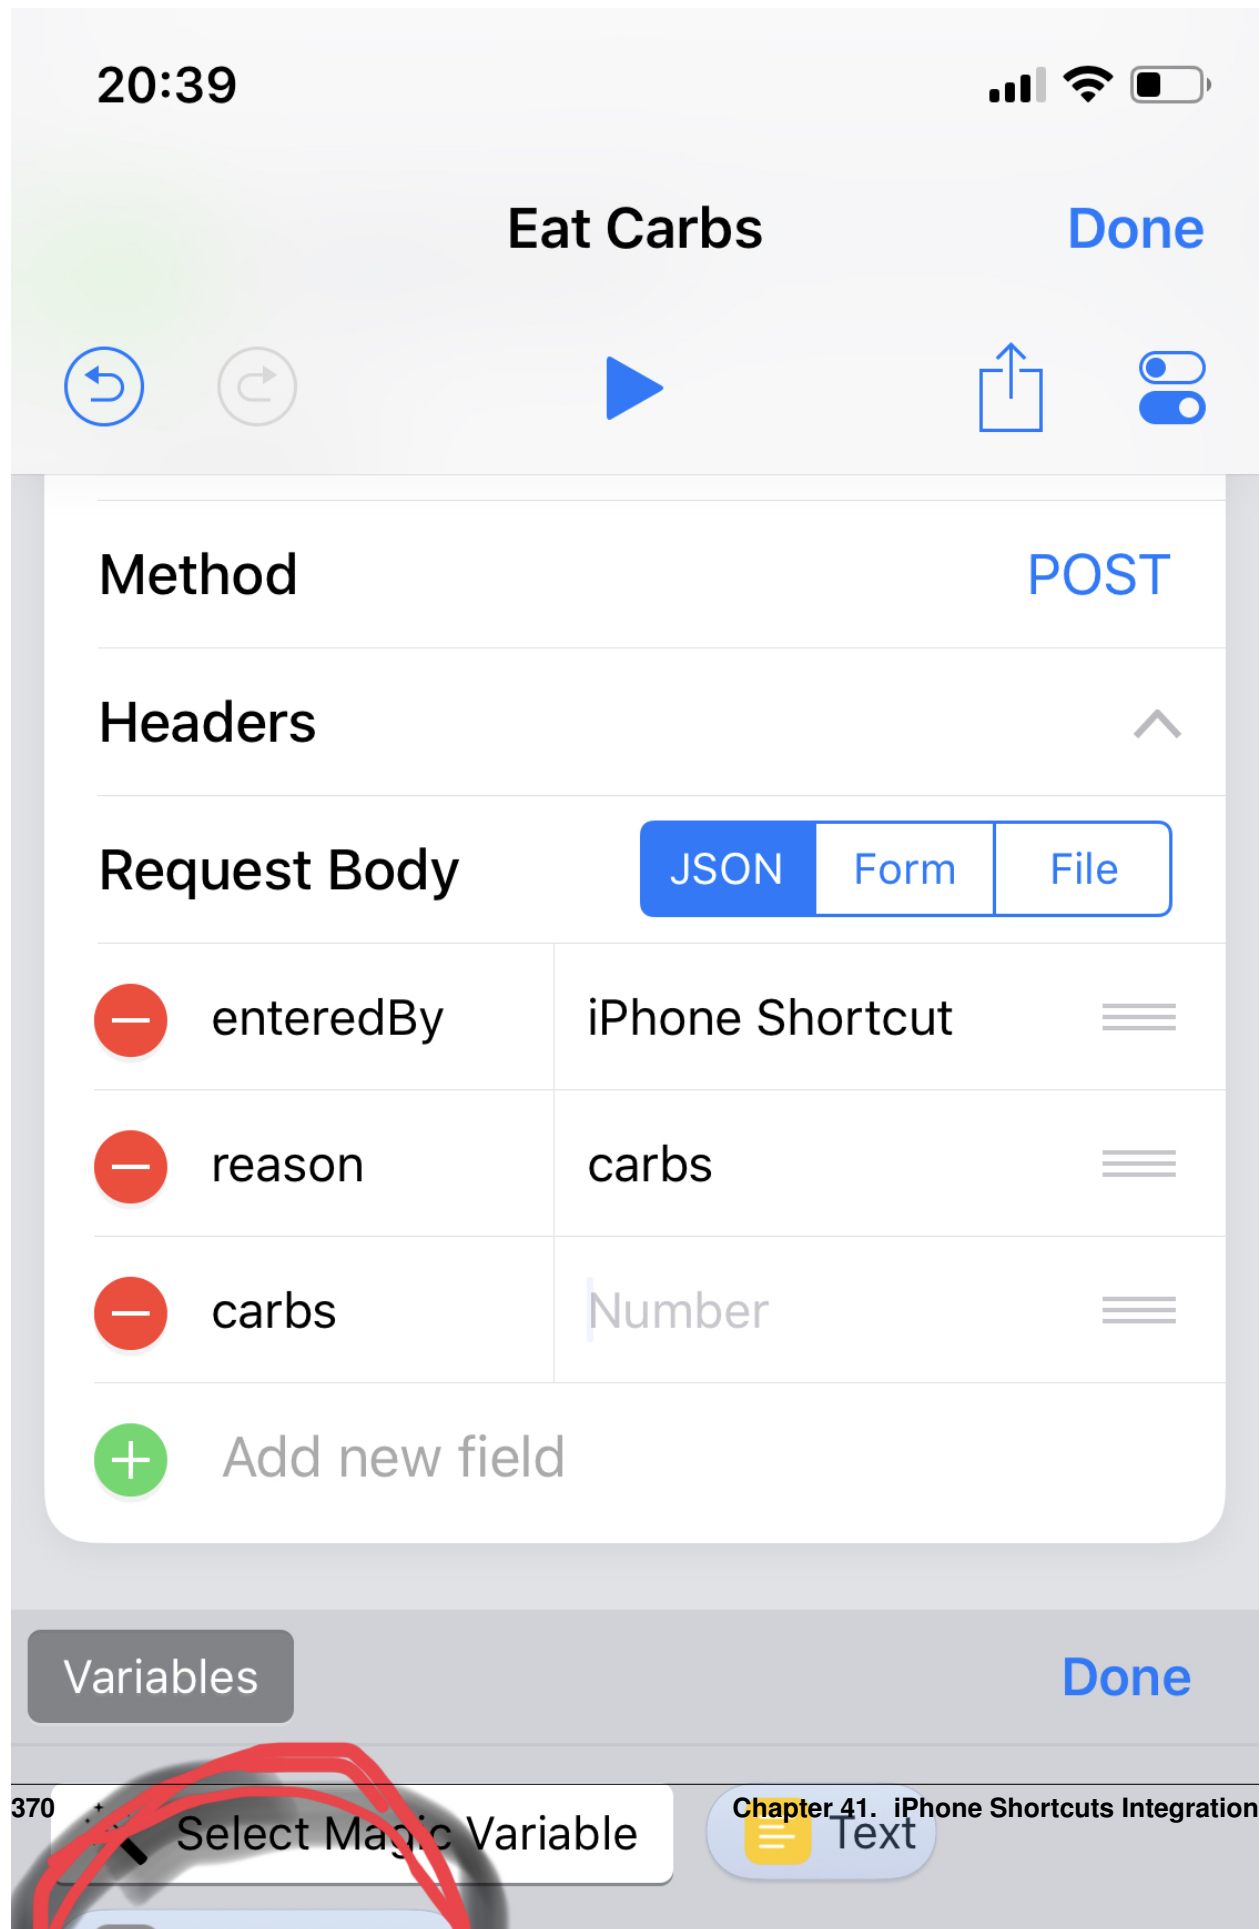 20:39
Eat Carbs Done
Method POST
Headers
Request Body JSON Form File
enteredBy iPhone Shortcut
reason carbs
carbs Number
Add new field
Variables Done
370 Chapter 41. iPhone Shortcuts Integration
Select Magic Variable Text